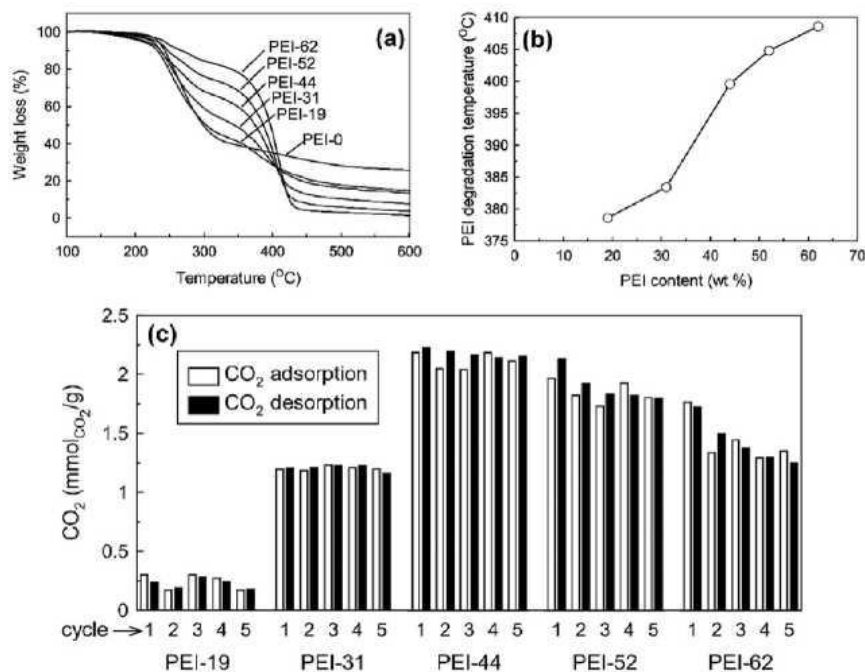 (a)
Weight loss (%)
100
80
60
40
20
0
PEI-62
PEI-52
PEI-44
PEI-31
PEI-19
PEI-0
100
200
300
400
500
600
Temperature (°C)
(b)
PEI degradation temperature (°C)
410
405
400
395
390
385
380
375
0
10
20
30
40
50
60
70
PEI content (wt %)
(c)
CO₂ adsorption
CO₂ desorption
CO₂ (mmol_CO₂/g)
2.5
2
1.5
1
0.5
0
cycle→ 1 2 3 4 5 1 2 3 4 5 1 2 3 4 5 1 2 3 4 5 1 2 3 4 5
PEI-19 PEI-31 PEI-44 PEI-52 PEI-62